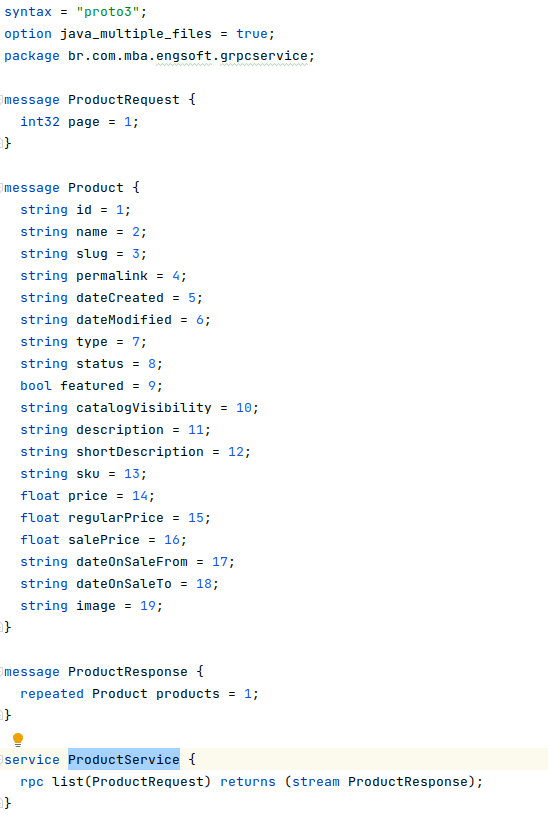 syntax = "proto3";
option java_multiple_files = true;
package br.com.mba.engsoft.grpcservice;
message ProductRequest {
int32 page = 1;
}
message Product {
string id = 1;
string name = 2;
string slug = 3;
string permalink = 4;
string dateCreated = 5;
string dateModified = 6;
string type = 7;
string status = 8;
bool featured = 9;
string catalogVisibility = 10;
string description = 11;
string shortDescription = 12;
string sku = 13;
float price = 14;
float regularPrice = 15;
float salePrice = 16;
string dateOnSaleFrom = 17;
string dateOnSaleTo = 18;
string image = 19;
}
message ProductResponse {
repeated Product products = 1;
}
service ProductService {
rpc list(ProductRequest) returns (stream ProductResponse);
}